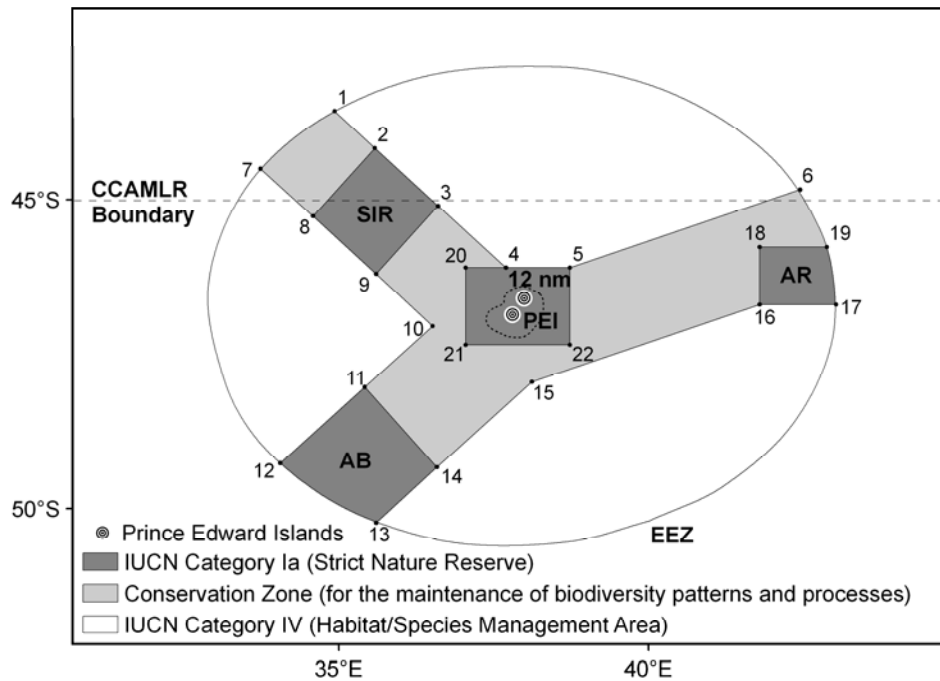 1
2
7
CCAMLR
Boundary
45°S
8
SIR
3
6
9
20
4
5
18
19
12 nm
AR
PEI
10
16
17
21
22
11
15
12
AB
14
13
50°S
EEZ
Prince Edward Islands
IUCN Category Ia (Strict Nature Reserve)
Conservation Zone (for the maintenance of biodiversity patterns and processes)
IUCN Category IV (Habitat/Species Management Area)
35°E
40°E